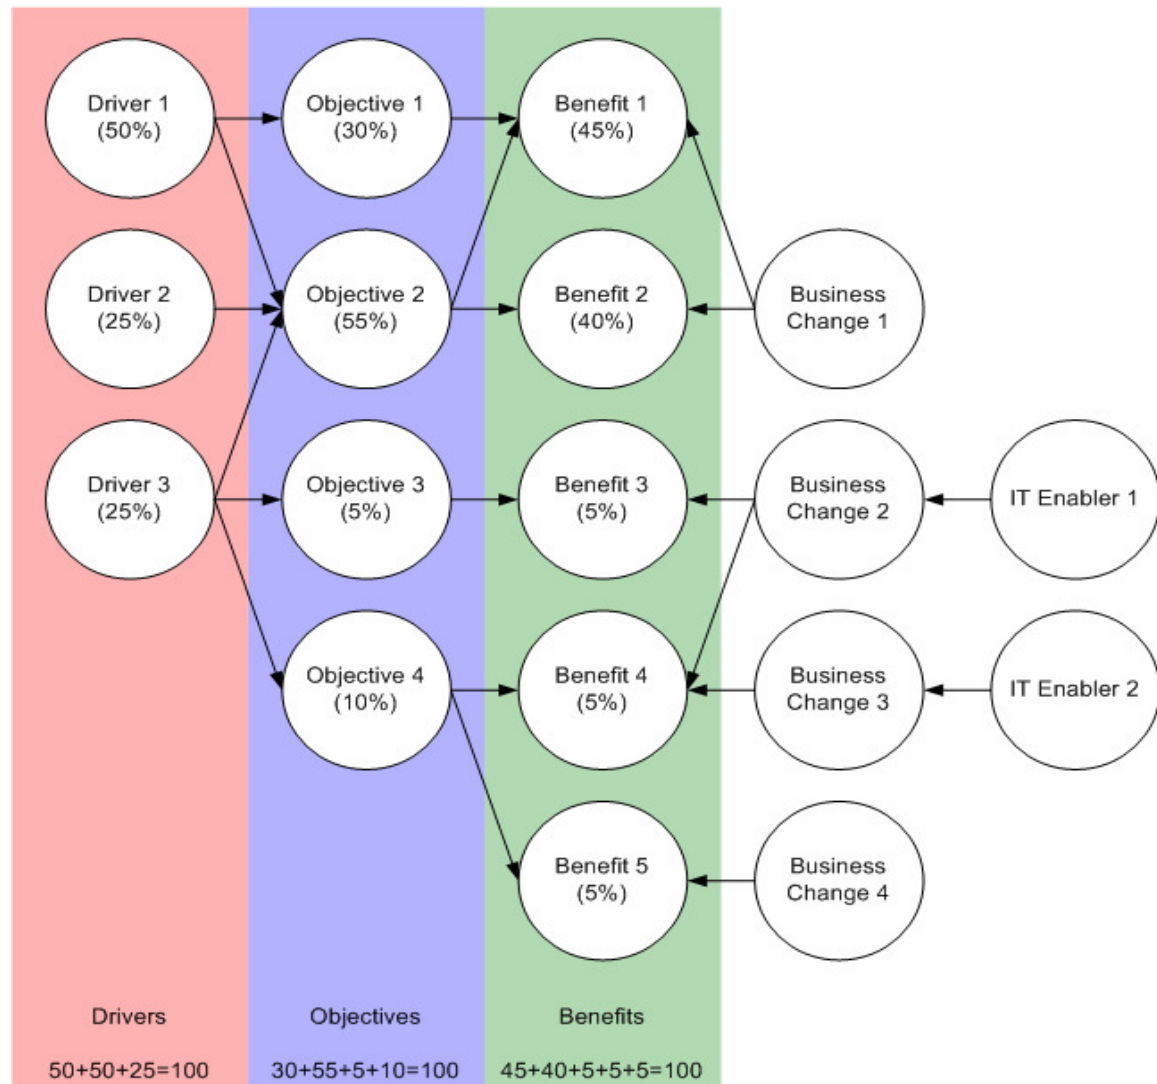 Driver 1
(50%)
Objective 1
(30%)
Benefit 1
(45%)
Driver 2
(25%)
Objective 2
(55%)
Benefit 2
(40%)
Business
Change 1
Driver 3
(25%)
Objective 3
(5%)
Benefit 3
(5%)
Business
Change 2
IT Enabler 1
Objective 4
(10%)
Benefit 4
(5%)
Business
Change 3
IT Enabler 2
Benefit 5
(5%)
Business
Change 4
Drivers
Objectives
Benefits
50+50+25=100
30+55+5+10=100
45+40+5+5+5=100